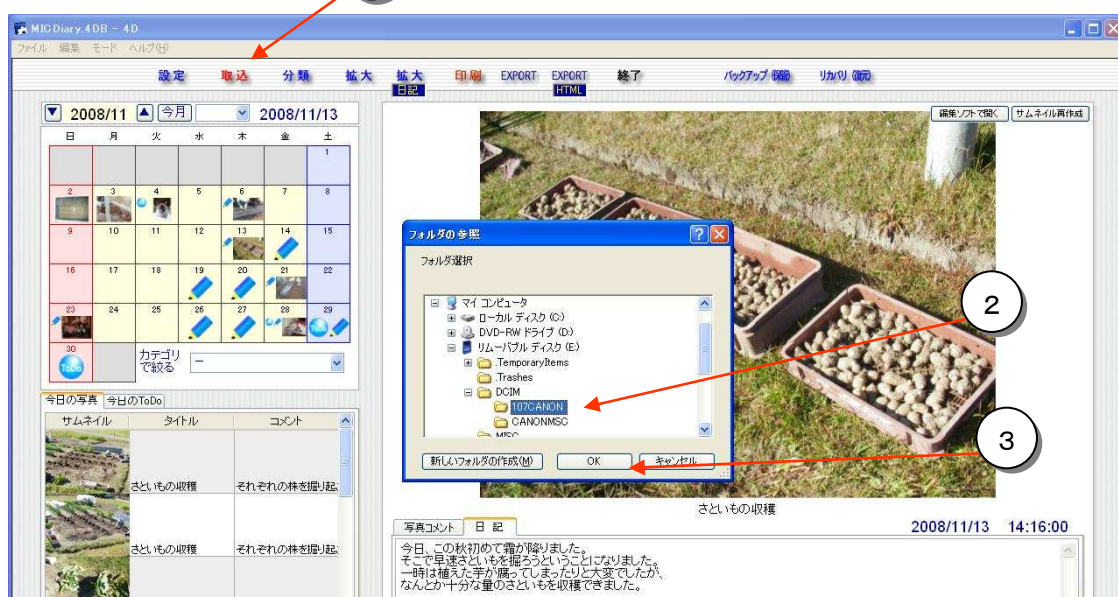 MICDiary.4DB - 4D
ファイル 編集 モード ヘルプ(H)
設定 取込 分類 拡大 拡大 印刷 EXPORT EXPORT 終了 バックアップ(保存) リカバリ(復元)
日記 HTML
2008/11 今月 2008/11/13
編集ソフトで開く サムネイル再作成
日 月 火 水 木 金 土
1
2 3 4 5 6 7 8
9 10 11 12 13 14 15
16 17 18 19 20 21 22
23 24 25 26 27 28 29
ToDo
30
ToDo
カテゴリ
で絞る －
フォルダの参照
フォルダ選択
マイ コンピュータ
ローカル ディスク (C:)
DVD-RW ドライブ (D:)
リムーバブル ディスク (E:)
.TemporaryItems
.Trashes
DCIM
107CANON
CANONMSC
MISC
新しいフォルダの作成(M) OK キャンセル
2
3
今日の写真 今日のToDo
サムネイル タイトル コメント
さといもの収穫 それぞれの株を掘り起こ
さといもの収穫 それぞれの株を掘り起こ
さといもの収穫
写真コメント 日記 2008/11/13 14:16:00
今日、この秋初めて霜が降りました。
そこで早速さといもを掘ろうということになりました。
一時は植えた芋が腐ってしまったりと大変でしたが、
なんとか十分な量のさといもを収穫できました。